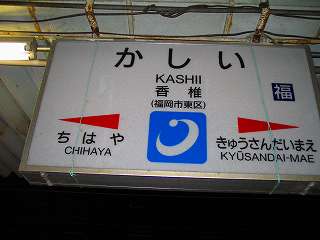 かしい
KASHII
香椎
(福岡市東区)
福
ちはや
CHIHAYA
きゅうさんだいまえ
KYŪSANDAI-MAE